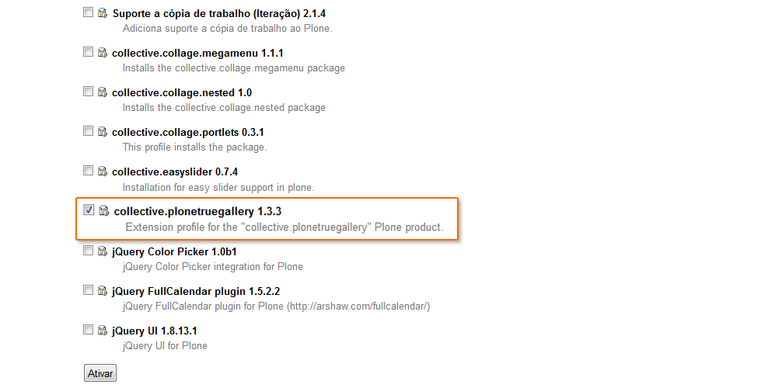 Suporte a cópia de trabalho (Iteração) 2.1.4
Adiciona suporte a cópia de trabalho ao Plone.
collective.collage.megamenu 1.1.1
Installs the collective.collage.megamenu package
collective.collage.nested 1.0
Installs the collective.collage.nested package
collective.collage.portlets 0.3.1
This profile installs the package.
collective.easyslider 0.7.4
Installation for easy slider support in plone.
collective.plonetruegallery 1.3.3
Extension profile for the "collective.plonetruegallery" Plone product.
jQuery Color Picker 1.0b1
jQuery Color Picker integration for Plone
jQuery FullCalendar plugin 1.5.2.2
jQuery FullCalendar plugin for Plone (http://arshaw.com/fullcalendar/)
jQuery UI 1.8.13.1
jQuery UI for Plone
Ativar